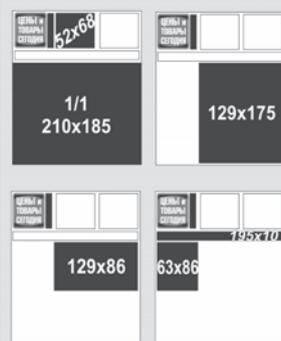 ЦЕНЫ и
ТОВАРЫ
СЕГОДНЯ
52x68
1/1
210x185
ЦЕНЫ и
ТОВАРЫ
СЕГОДНЯ
129x175
ЦЕНЫ и
ТОВАРЫ
СЕГОДНЯ
129x86
ЦЕНЫ и
ТОВАРЫ
СЕГОДНЯ
195x10
63x86